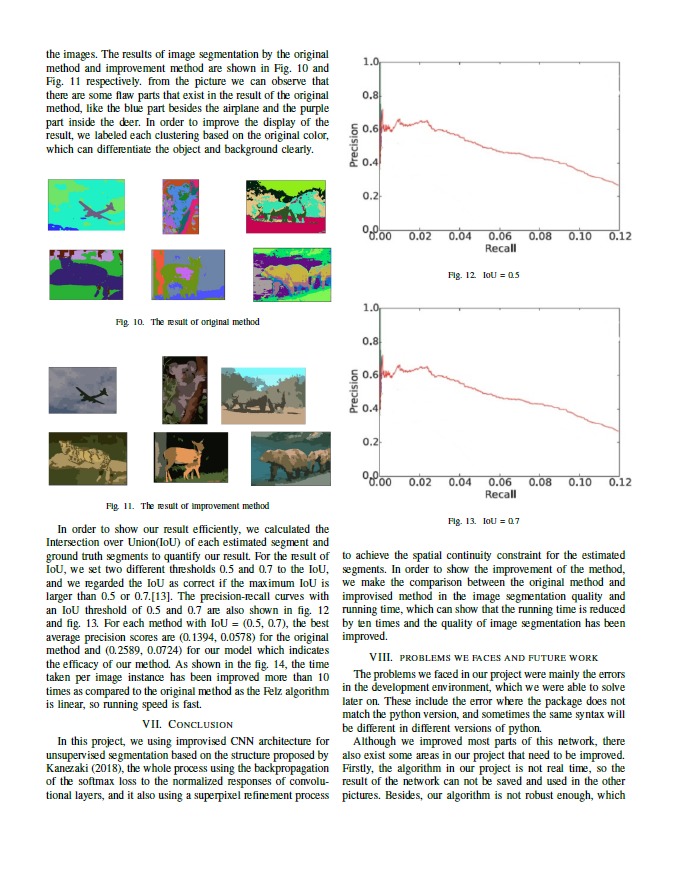 the images. The results of image segmentation by the original
method and improvement method are shown in Fig. 10 and
Fig. 11 respectively. from the picture we can observe that
there are some flaw parts that exist in the result of the original
method, like the blue part besides the airplane and the purple
part inside the deer. In order to improve the display of the
result, we labeled each clustering based on the original color,
which can differentiate the object and background clearly.
Fig. 10. The result of original method
Fig. 11. The result of improvement method
In order to show our result efficiently, we calculated the
Intersection over Union(IoU) of each estimated segment and
ground truth segments to quantify our result. For the result of
IoU, we set two different thresholds 0.5 and 0.7 to the IoU,
and we regarded the IoU as correct if the maximum IoU is
larger than 0.5 or 0.7.[13]. The precision-recall curves with
an IoU threshold of 0.5 and 0.7 are also shown in fig. 12
and fig. 13. For each method with IoU = (0.5, 0.7), the best
average precision scores are (0.1394, 0.0578) for the original
method and (0.2589, 0.0724) for our model which indicates
the efficacy of our method. As shown in the fig. 14, the time
taken per image instance has been improved more than 10
times as compared to the original method as the Felz algorithm
is linear, so running speed is fast.
VII. CONCLUSION
In this project, we using improvised CNN architecture for
unsupervised segmentation based on the structure proposed by
Kanezaki (2018), the whole process using the backpropagation
of the softmax loss to the normalized responses of convolu-
tional layers, and it also using a superpixel refinement process
1.0
0.8
0.6
0.4
0.2
0.0
Precision
0.00 0.02 0.04 0.06 0.08 0.10 0.12
Recall
Fig. 12. IoU = 0.5
1.0
0.8
0.6
0.4
0.2
0.0
Precision
0.00 0.02 0.04 0.06 0.08 0.10 0.12
Recall
Fig. 13. IoU = 0.7
to achieve the spatial continuity constraint for the estimated
segments. In order to show the improvement of the method,
we make the comparison between the original method and
improvised method in the image segmentation quality and
running time, which can show that the running time is reduced
by ten times and the quality of image segmentation has been
improved.
VIII. PROBLEMS WE FACES AND FUTURE WORK
The problems we faced in our project were mainly the errors
in the development environment, which we were able to solve
later on. These include the error where the package does not
match the python version, and sometimes the same syntax will
be different in different versions of python.
Although we improved most parts of this network, there
also exist some areas in our project that need to be improved.
Firstly, the algorithm in our project is not real time, so the
result of the network can not be saved and used in the other
pictures. Besides, our algorithm is not robust enough, which